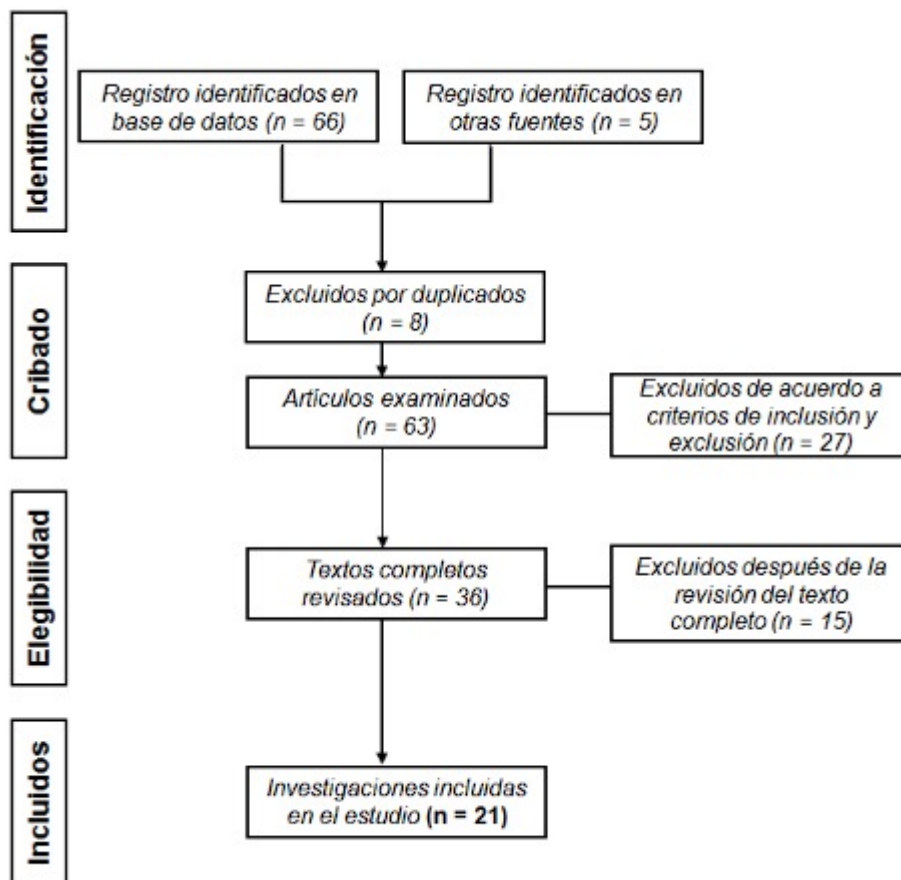 Identificación
Registro identificados en
base de datos (n = 66)
Registro identificados en
otras fuentes (n = 5)
Cribado
Excluidos por duplicados
(n = 8)
Artículos examinados
(n = 63)
Excluidos de acuerdo a
criterios de inclusión y
exclusión (n = 27)
Elegibilidad
Textos completos
revisados (n = 36)
Excluidos después de la
revisión del texto
completo (n = 15)
Incluidos
Investigaciones incluidas
en el estudio (n = 21)